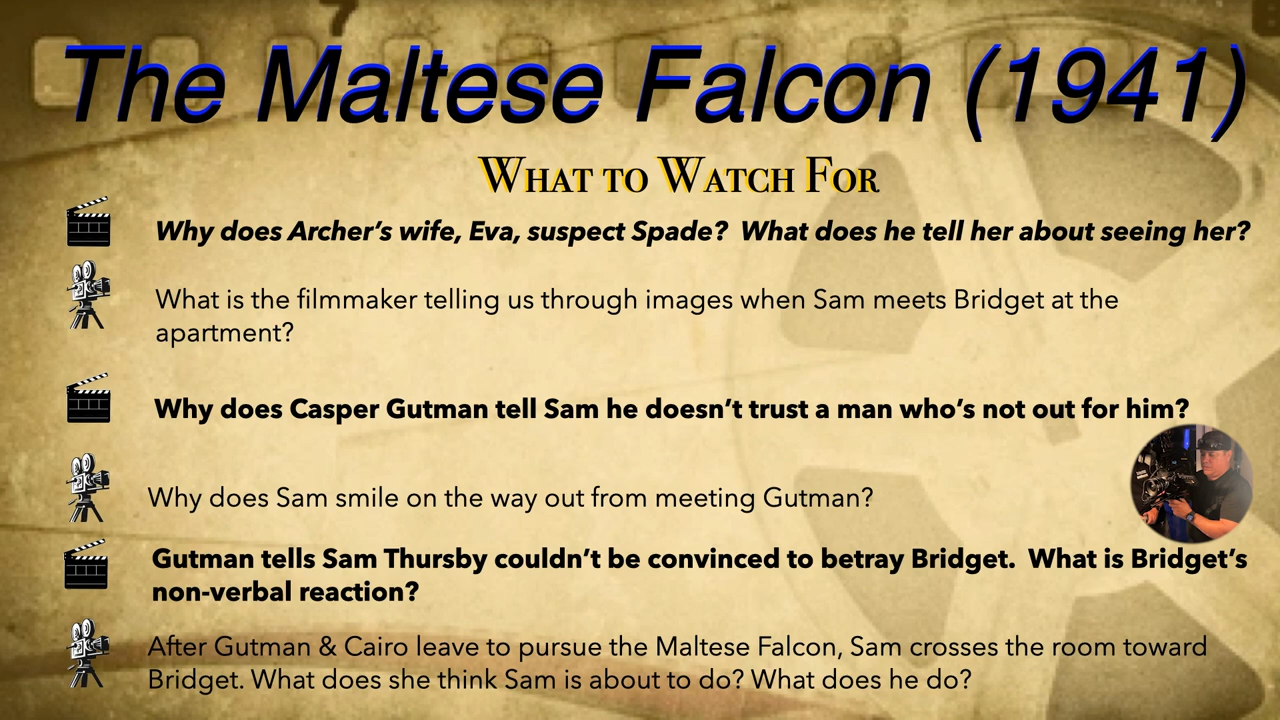 The Maltese Falcon (1941)
What to Watch For
Why does Archer’s wife, Eva, suspect Spade?  What does he tell her about seeing her?
What is the filmmaker telling us through images when Sam meets Bridget at the
apartment?
Why does Casper Gutman tell Sam he doesn’t trust a man who’s not out for him?
Why does Sam smile on the way out from meeting Gutman?
Gutman tells Sam Thursby couldn’t be convinced to betray Bridget.  What is Bridget’s
non-verbal reaction?
After Gutman & Cairo leave to pursue the Maltese Falcon, Sam crosses the room toward
Bridget. What does she think Sam is about to do? What does he do?